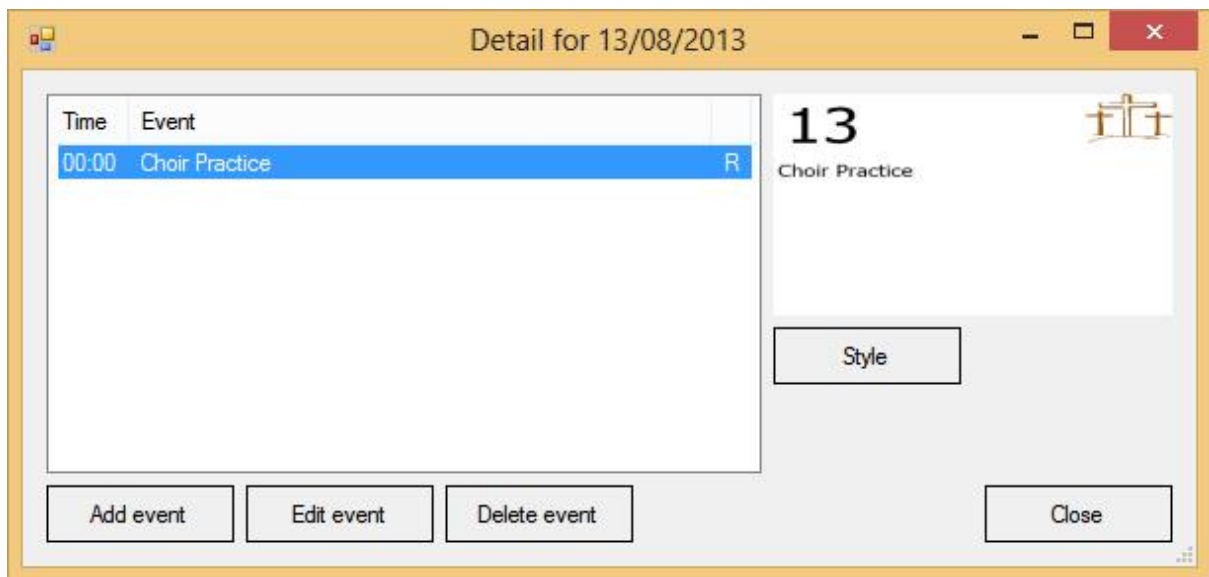 Detail for 13/08/2013
Time Event
00:00 Choir Practice R
13
Choir Practice
Style
Add event Edit event Delete event Close